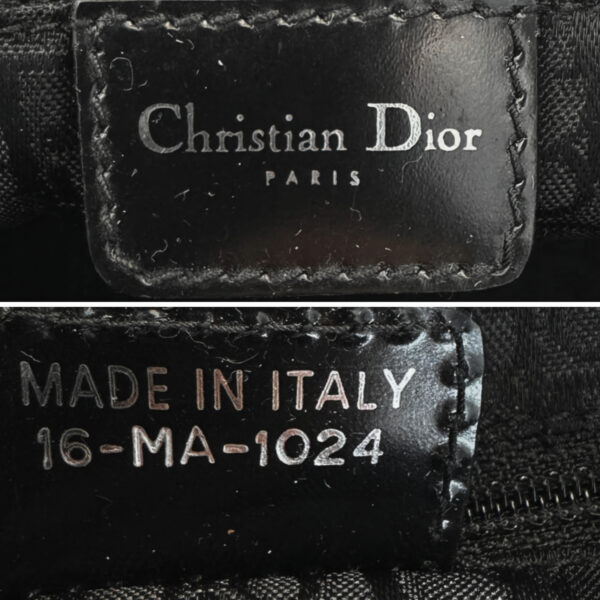 Christian Dior
PARIS
MADE IN ITALY
16-MA-1024